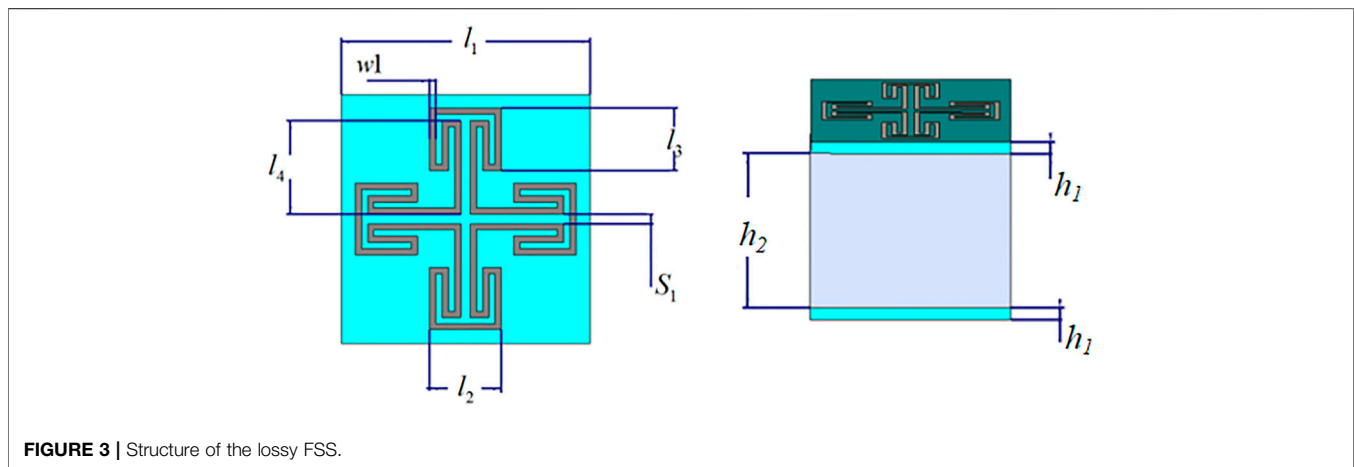 l₁
w1
l₃
l₄
S₁
l₂
h₁
h₂
h₁
FIGURE 3 | Structure of the lossy FSS.